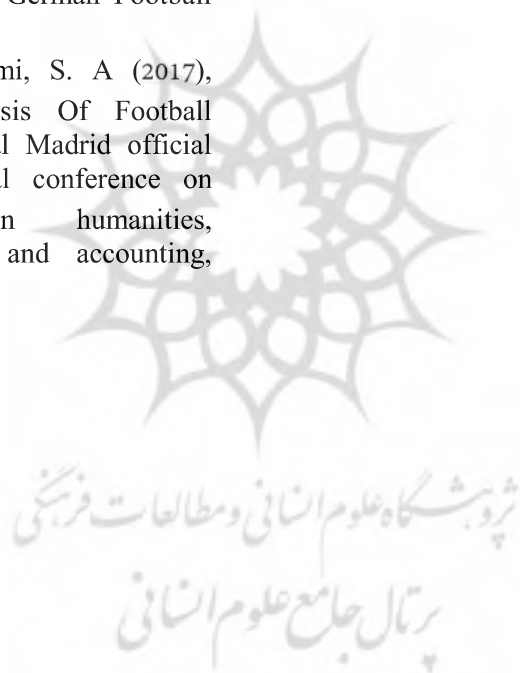 German Football
mi, S. A (2017),
sis Of Football
l Madrid official
l conference on
n humanities,
and accounting,
پژوهشگاه علوم انسانی و مطالعات فرهنگی
پرتال جامع علوم انسانی